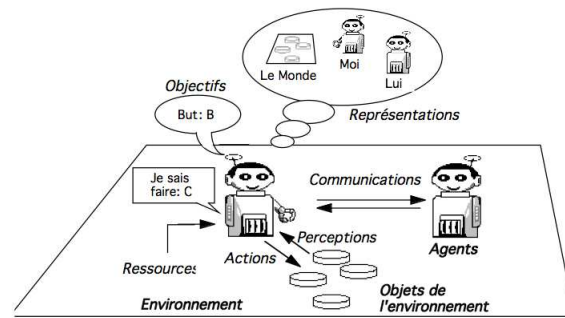 Le Monde
Moi
Lui
Objectifs
But: B
Représentations
Je sais
faire: C
Communications
Perceptions
Agents
Ressources
Actions
Environnement
Objets de
l'environnement